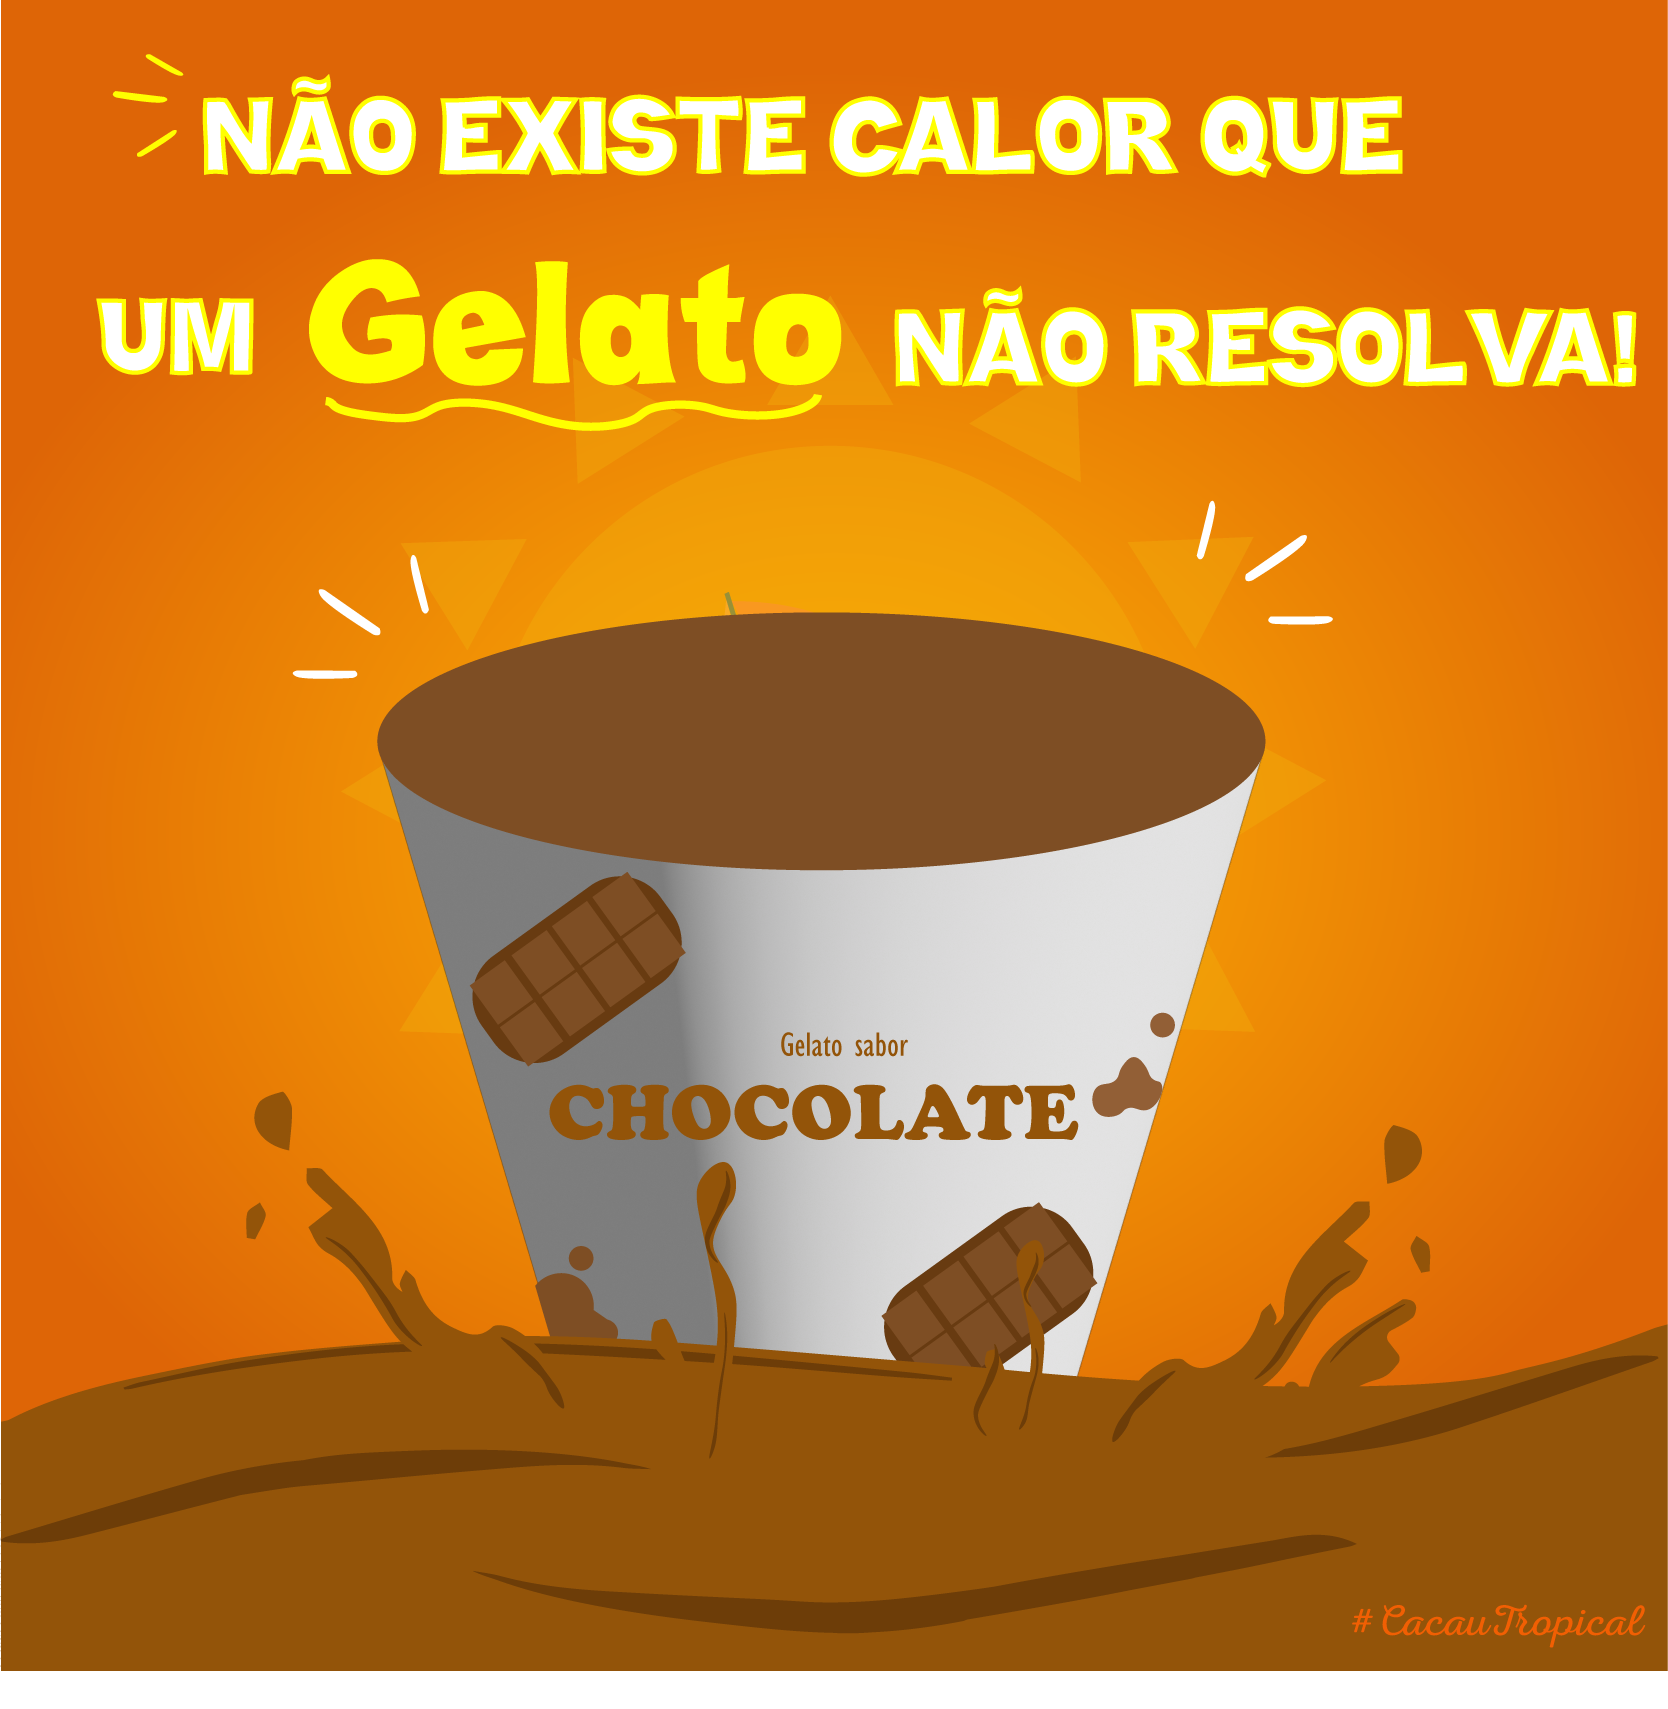 NÃO EXISTE CALOR QUE
UM Gelato NÃO RESOLVA!
Gelato sabor
CHOCOLATE
# CacauTropical